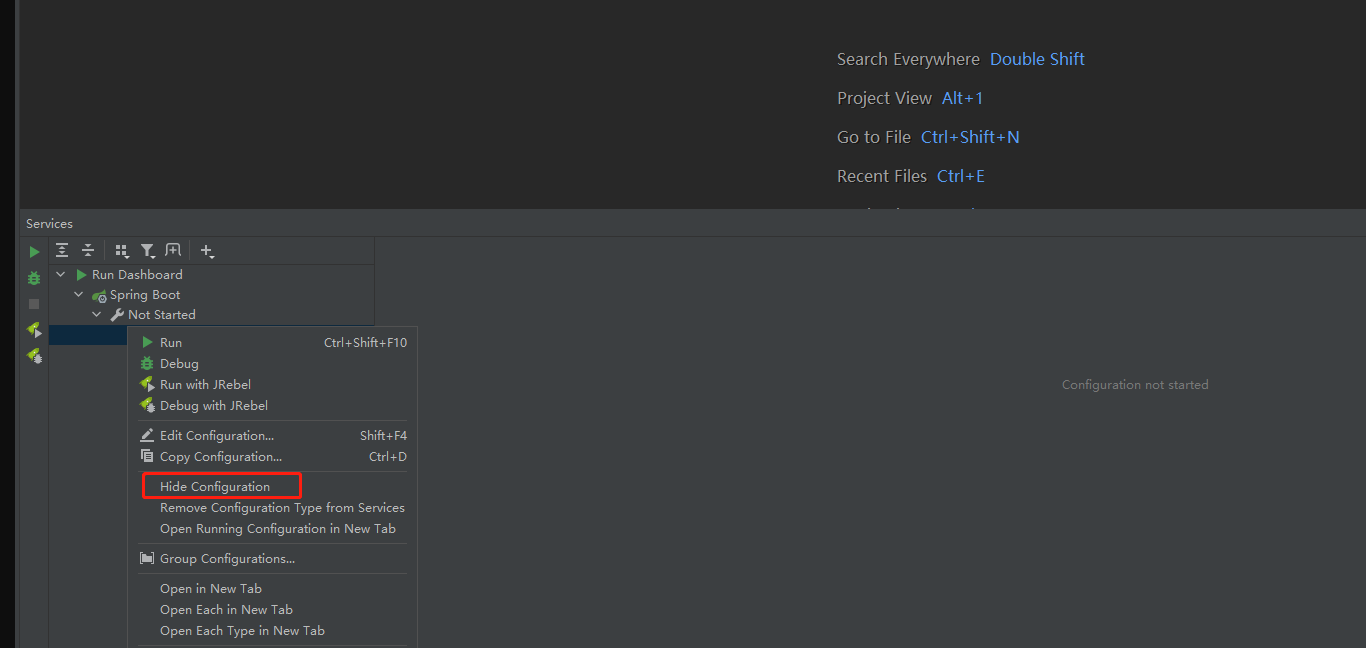 Search Everywhere Double Shift
Project View Alt+1
Go to File Ctrl+Shift+N
Recent Files Ctrl+E
Services
Run Dashboard
Spring Boot
Not Started
Run Ctrl+Shift+F10
Debug
Run with JRebel
Debug with JRebel
Edit Configuration... Shift+F4
Copy Configuration... Ctrl+D
Hide Configuration
Remove Configuration Type from Services
Open Running Configuration in New Tab
Group Configurations...
Open in New Tab
Open Each in New Tab
Open Each Type in New Tab
Configuration not started